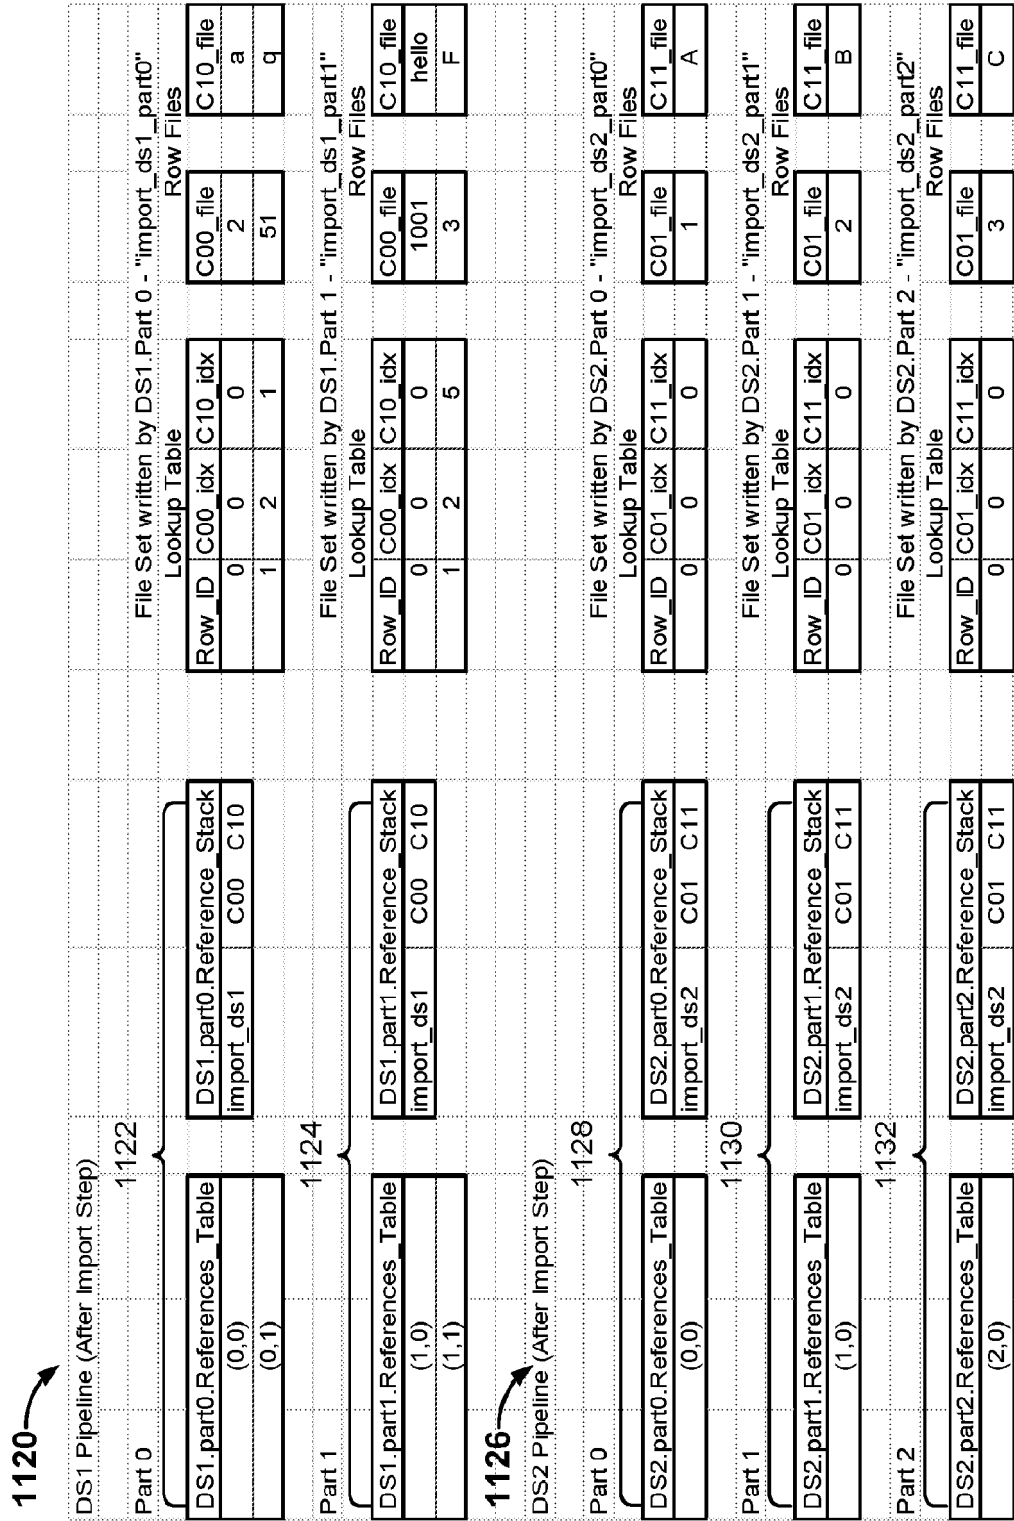 1120
DS1 Pipeline (After Import Step)
Part 0
1122
File Set written by DS1.Part 0 - "import_ds1_part0"
Lookup Table Row Files
DS1.part0.References_Table DS1.part0.Reference_Stack Row_ID C00_idx C10_idx C00_file C10_file
(0,0) import_ds1 C00 C10 0 0 0 2 a
(0,1) 1 2 1 51 q
Part 1
1124
File Set written by DS1.Part 1 - "import_ds1_part1"
Lookup Table Row Files
DS1.part1.References_Table DS1.part1.Reference_Stack Row_ID C00_idx C10_idx C00_file C10_file
(1,0) import_ds1 C00 C10 0 0 0 1001 hello
(1,1) 1 2 5 3 F
1126
DS2 Pipeline (After Import Step)
Part 0
1128
File Set written by DS2.Part 0 - "import_ds2_part0"
Lookup Table Row Files
DS2.part0.References_Table DS2.part0.Reference_Stack Row_ID C01_idx C11_idx C01_file C11_file
(0,0) import_ds2 C01 C11 0 0 0 1 A
Part 1
1130
File Set written by DS2.Part 1 - "import_ds2_part1"
Lookup Table Row Files
DS2.part1.References_Table DS2.part1.Reference_Stack Row_ID C01_idx C11_idx C01_file C11_file
(1,0) import_ds2 C01 C11 0 0 0 2 B
Part 2
1132
File Set written by DS2.Part 2 - "import_ds2_part2"
Lookup Table Row Files
DS2.part2.References_Table DS2.part2.Reference_Stack Row_ID C01_idx C11_idx C01_file C11_file
(2,0) import_ds2 C01 C11 0 0 0 3 C